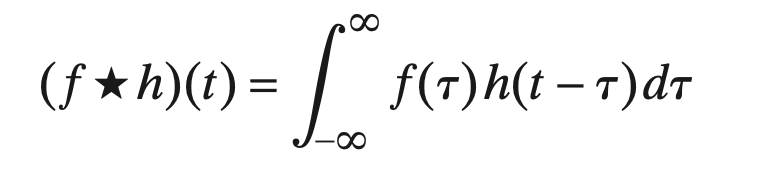 (f ★ h)(t) = ∫_{−∞}^{∞} f(τ)h(t − τ)dτ